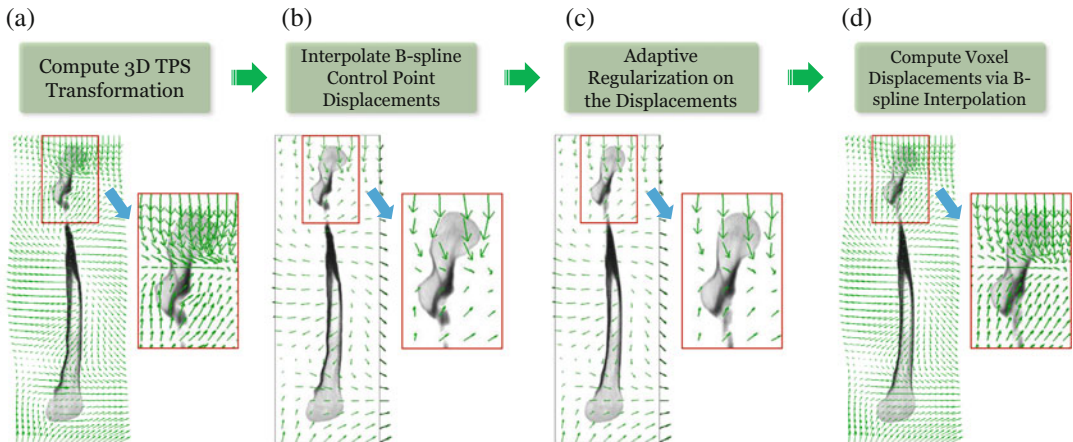 (a)
(b)
(c)
(d)
Compute 3D TPS
Transformation
Interpolate B-spline
Control Point
Displacements
Adaptive
Regularization on
the Displacements
Compute Voxel
Displacements via B-
spline Interpolation